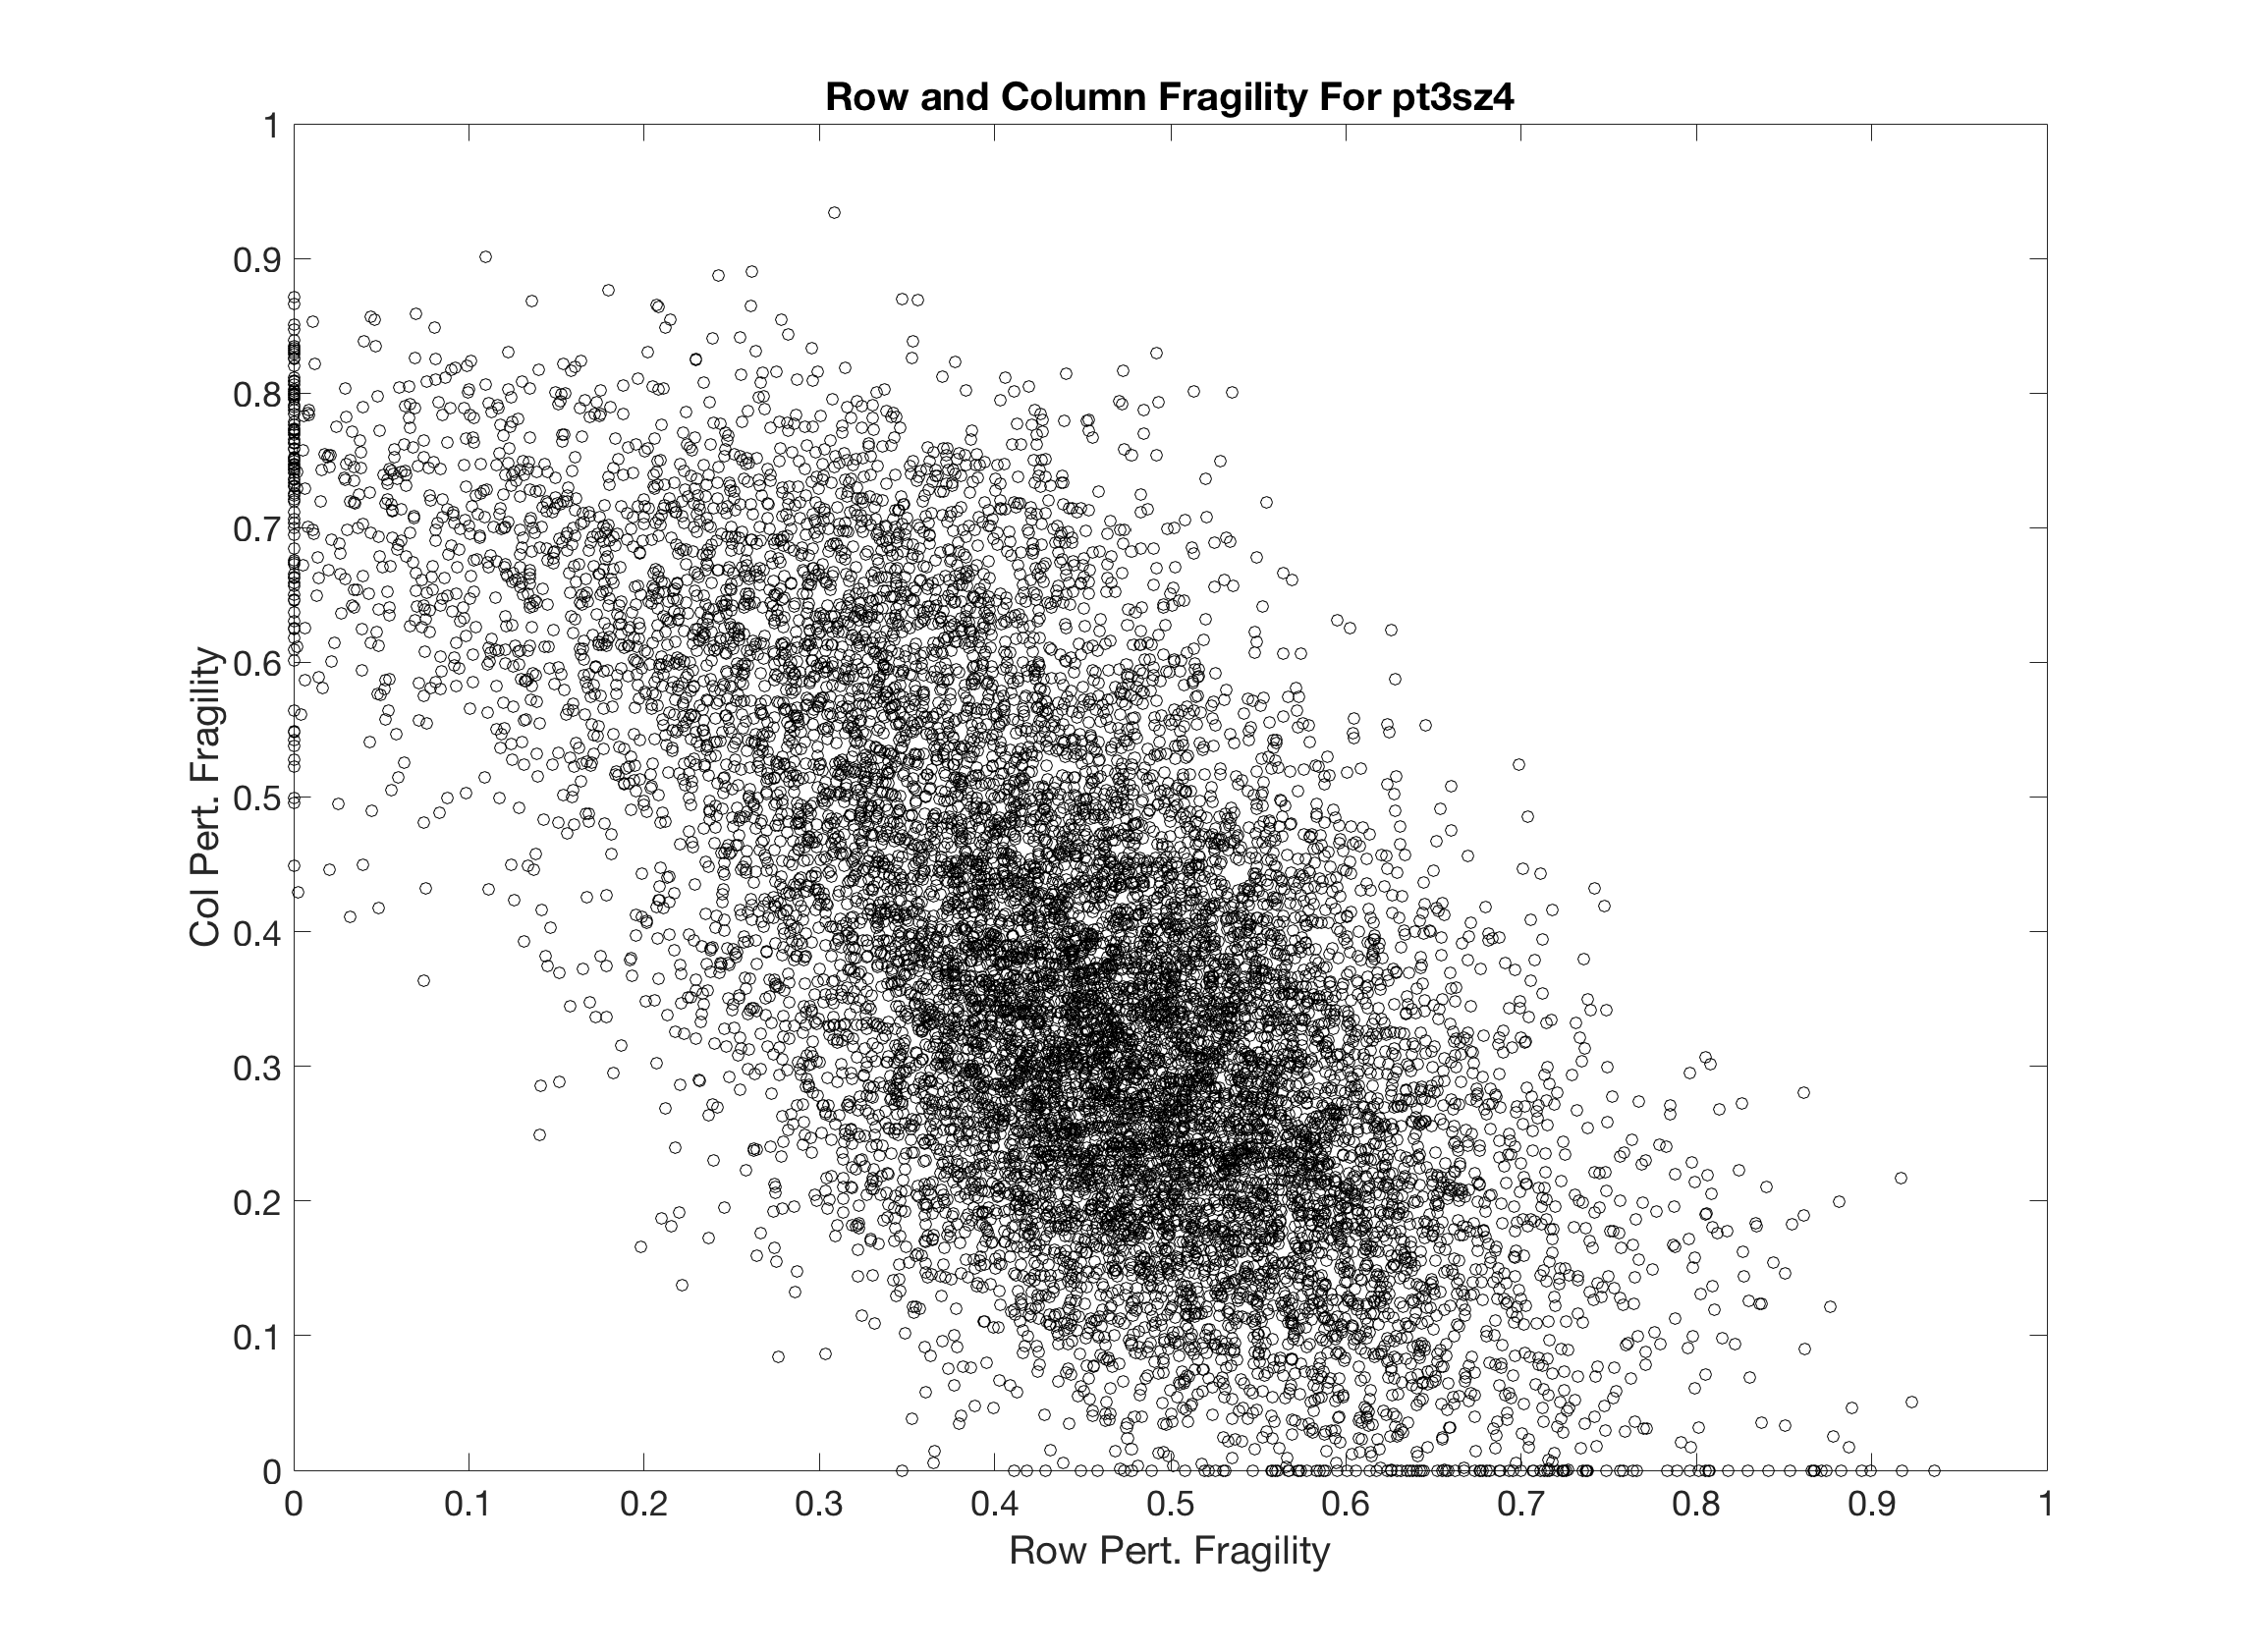 Row and Column Fragility For pt3sz4
1
0.9
0.8
0.7
0.6
0.5
0.4
0.3
0.2
0.1
0
Col Pert. Fragility
0 0.1 0.2 0.3 0.4 0.5 0.6 0.7 0.8 0.9 1
Row Pert. Fragility